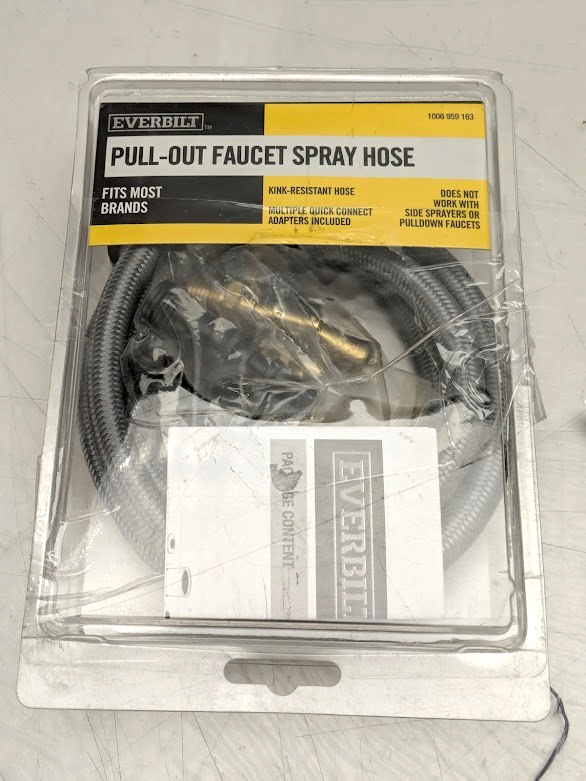 EVERBILT™
1006 959 163
PULL-OUT FAUCET SPRAY HOSE
FITS MOST
BRANDS
KINK-RESISTANT HOSE
MULTIPLE QUICK CONNECT
ADAPTERS INCLUDED
DOES NOT
WORK WITH
SIDE SPRAYERS OR
PULLDOWN FAUCETS
EVERBILT
PACKAGE CONTENT